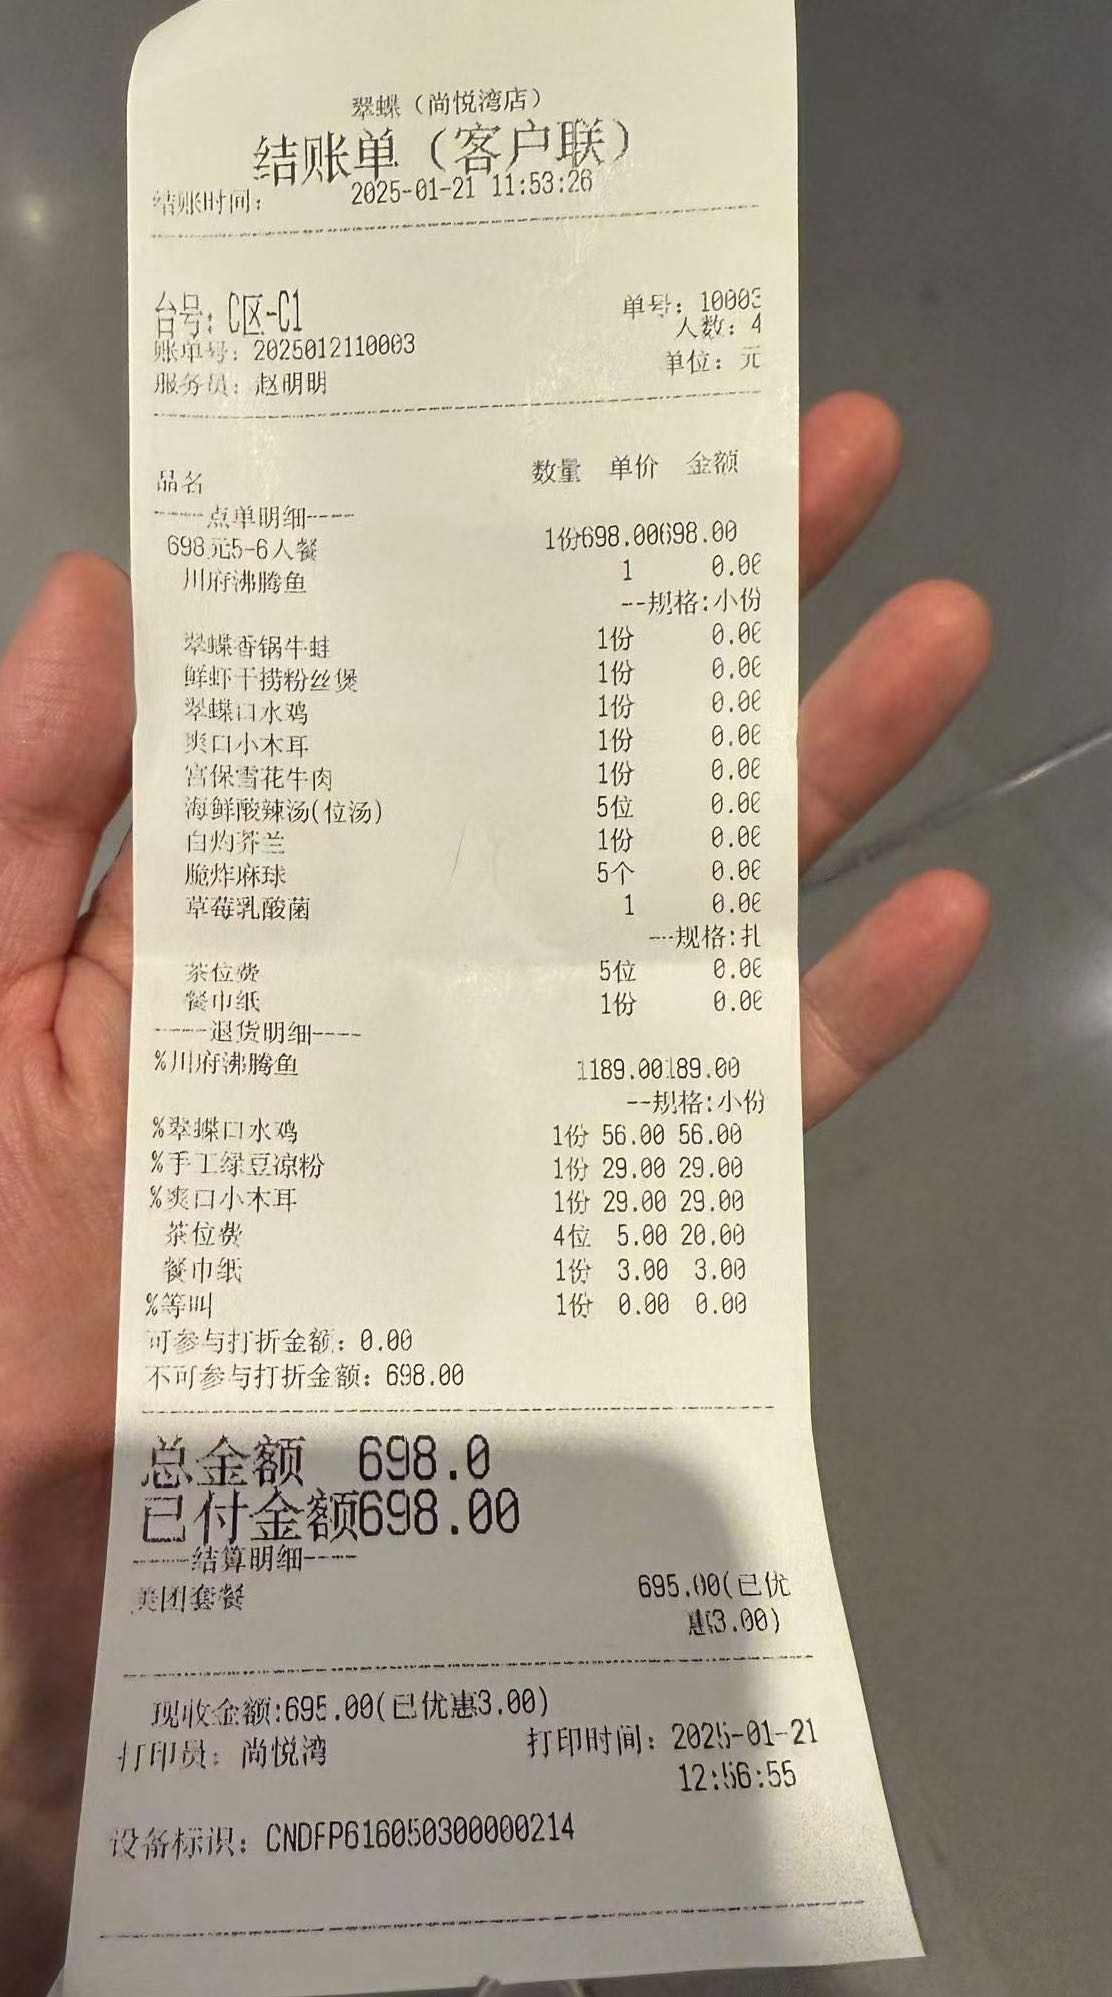 翠蝶（尚悦湾店）
结账单（客户联）
结账时间： 2025-01-21 11:53:26
台号：C区-C1
单号：10003
人数：4
账单号：2025012110003
单位：元
服务员：赵明明
品名 数量 单价 金额
----点单明细----
698元5-6人餐 1份698.00698.00
川府沸腾鱼 1 0.00
--规格:小份
翠蝶香锅牛蛙 1份 0.00
鲜虾干捞粉丝煲 1份 0.00
翠蝶口水鸡 1份 0.00
爽口小木耳 1份 0.00
宫保雪花牛肉 1份 0.00
海鲜酸辣汤(位汤) 5位 0.00
白灼芥兰 1份 0.00
脆炸麻球 5个 0.00
草莓乳酸菌 1 0.00
--规格:扎
茶位费 5位 0.00
餐巾纸 1份 0.00
----退货明细----
%川府沸腾鱼 1189.00189.00
--规格:小份
%翠蝶口水鸡 1份 56.00 56.00
%手工绿豆凉粉 1份 29.00 29.00
%爽口小木耳 1份 29.00 29.00
茶位费 4位 5.00 20.00
餐巾纸 1份 3.00 3.00
%等叫 1份 0.00 0.00
可参与打折金额：0.00
不可参与打折金额：698.00
总金额 698.0
已付金额698.00
----结算明细----
美团套餐 695.00(已优
惠3.00)
现收金额:695.00(已优惠3.00)
打印员：尚悦湾 打印时间：2025-01-21
12:56:55
设备标识：CNDFP616050300000214